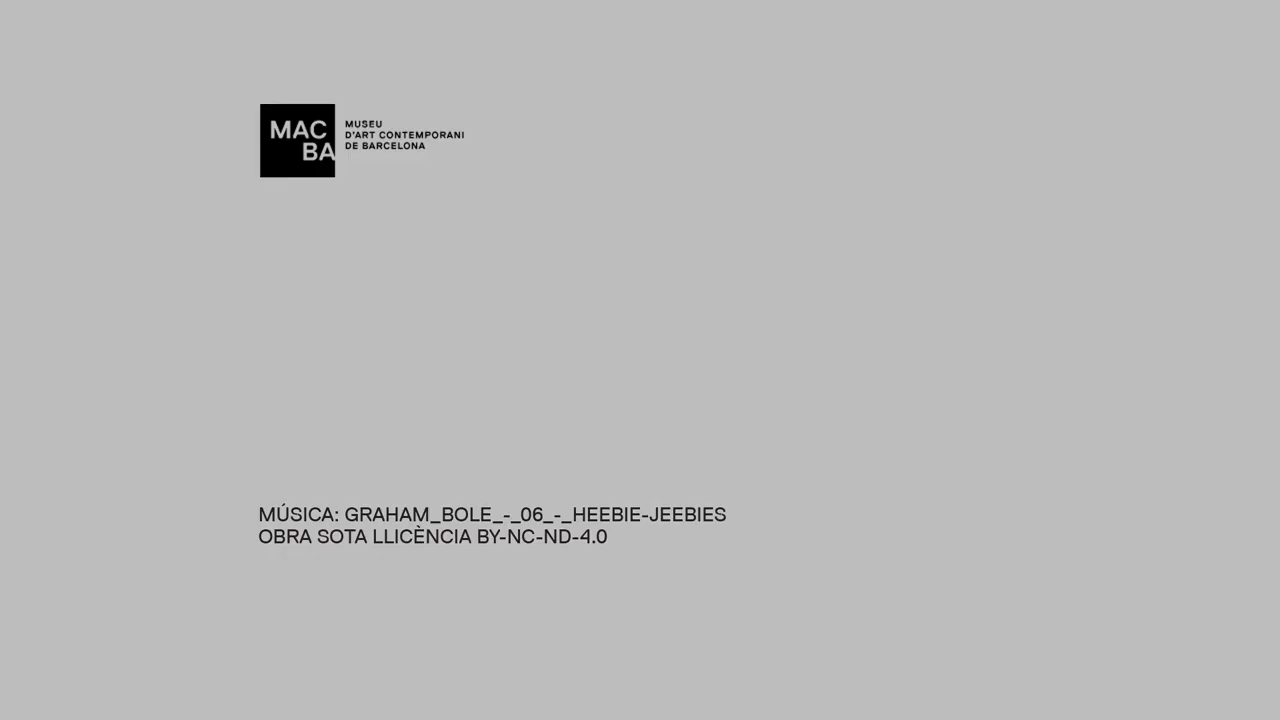 MAC
BA
MUSEU
D'ART CONTEMPORANI
DE BARCELONA
MÚSICA: GRAHAM_BOLE_-_06_-_HEEBIE-JEEBIES
OBRA SOTA LLICÈNCIA BY-NC-ND-4.0